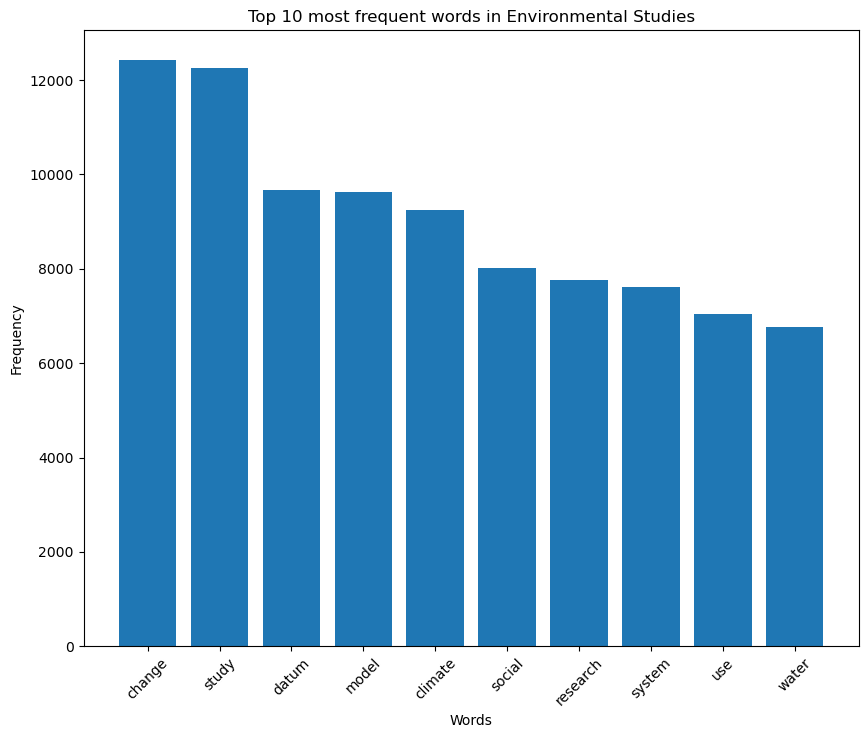 Top 10 most frequent words in Environmental Studies
12000
10000
8000
6000
4000
2000
0
Frequency
change
study
datum
model
climate
social
research
system
use
water
Words